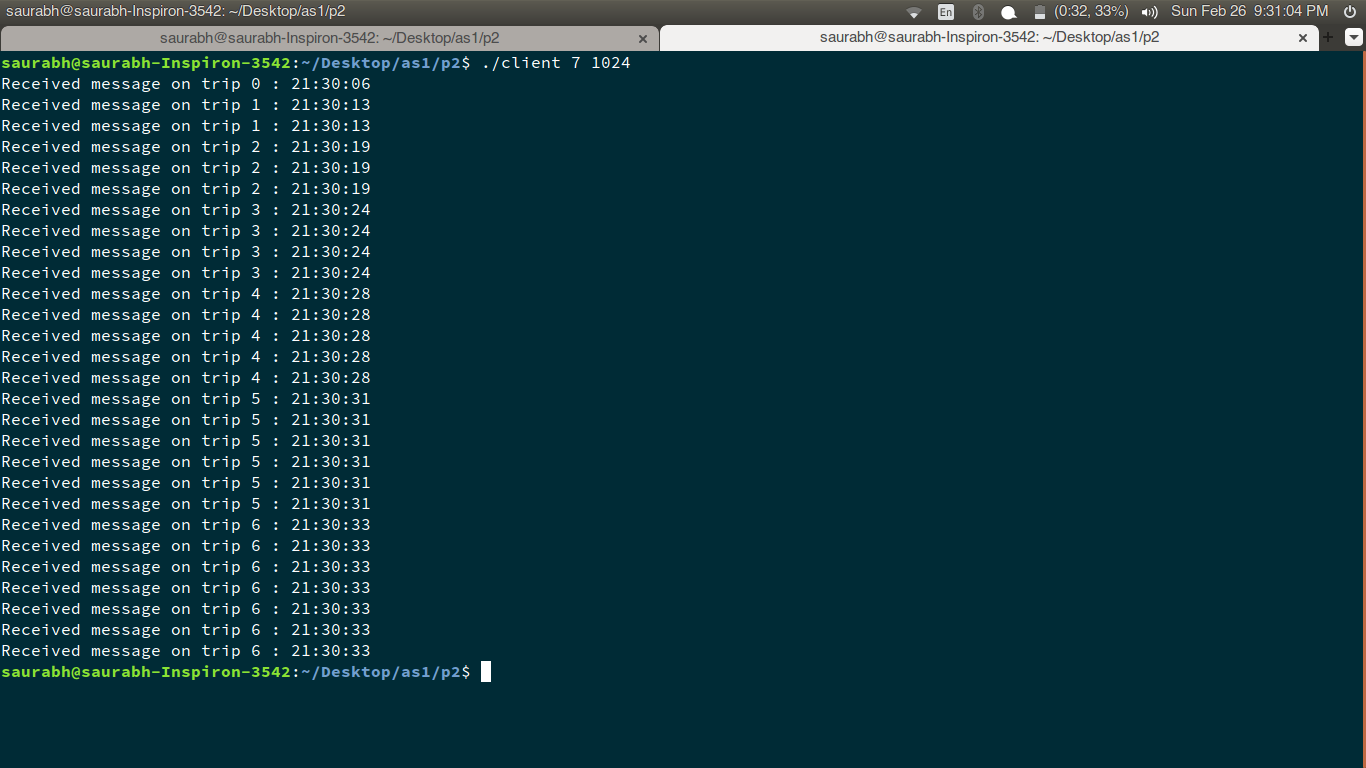 saurabh@saurabh-Inspiron-3542: ~/Desktop/as1/p2 En (0:32, 33%) Sun Feb 26 9:31:04 PM
saurabh@saurabh-Inspiron-3542: ~/Desktop/as1/p2 × saurabh@saurabh-Inspiron-3542: ~/Desktop/as1/p2 × +
saurabh@saurabh-Inspiron-3542:~/Desktop/as1/p2$ ./client 7 1024
Received message on trip 0 : 21:30:06
Received message on trip 1 : 21:30:13
Received message on trip 1 : 21:30:13
Received message on trip 2 : 21:30:19
Received message on trip 2 : 21:30:19
Received message on trip 2 : 21:30:19
Received message on trip 3 : 21:30:24
Received message on trip 3 : 21:30:24
Received message on trip 3 : 21:30:24
Received message on trip 3 : 21:30:24
Received message on trip 4 : 21:30:28
Received message on trip 4 : 21:30:28
Received message on trip 4 : 21:30:28
Received message on trip 4 : 21:30:28
Received message on trip 4 : 21:30:28
Received message on trip 5 : 21:30:31
Received message on trip 5 : 21:30:31
Received message on trip 5 : 21:30:31
Received message on trip 5 : 21:30:31
Received message on trip 5 : 21:30:31
Received message on trip 5 : 21:30:31
Received message on trip 6 : 21:30:33
Received message on trip 6 : 21:30:33
Received message on trip 6 : 21:30:33
Received message on trip 6 : 21:30:33
Received message on trip 6 : 21:30:33
Received message on trip 6 : 21:30:33
Received message on trip 6 : 21:30:33
saurabh@saurabh-Inspiron-3542:~/Desktop/as1/p2$